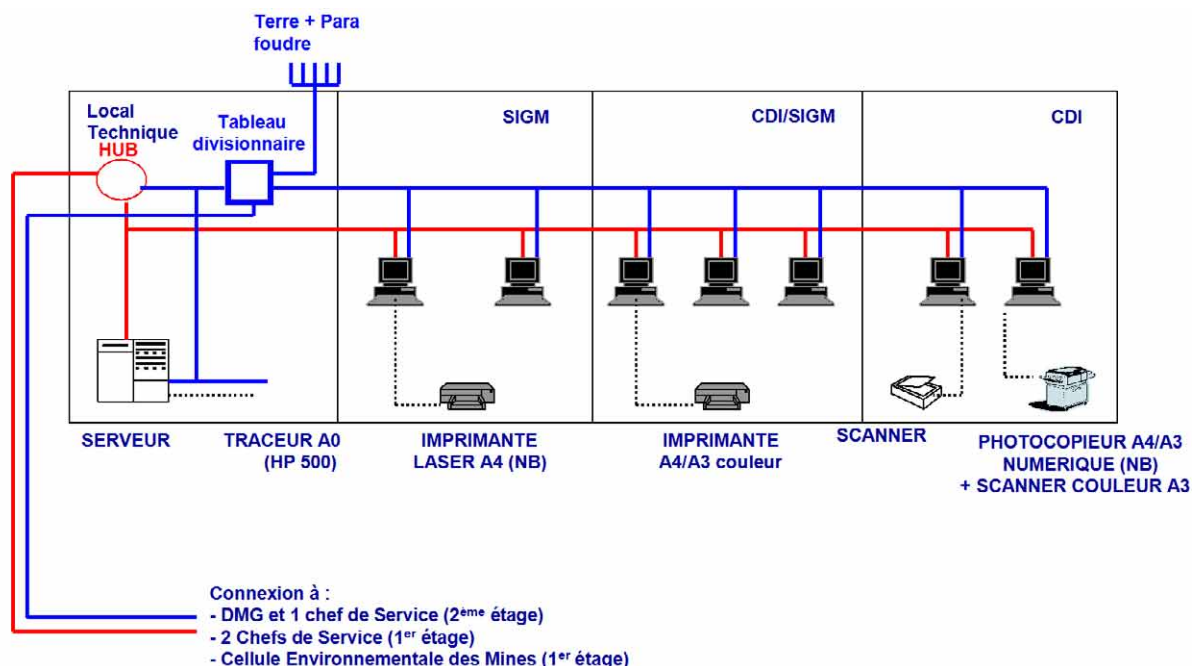 Terre + Para
foudre
Local
Technique
HUB
Tableau
divisionnaire
SIGM
CDI/SIGM
CDI
SERVEUR
TRACEUR A0
(HP 500)
IMPRIMANTE
LASER A4 (NB)
IMPRIMANTE
A4/A3 couleur
SCANNER
PHOTOCOPIEUR A4/A3
NUMERIQUE (NB)
+ SCANNER COULEUR A3
Connexion à :
- DMG et 1 chef de Service (2ème étage)
- 2 Chefs de Service (1er étage)
- Cellule Environnementale des Mines (1er étage)